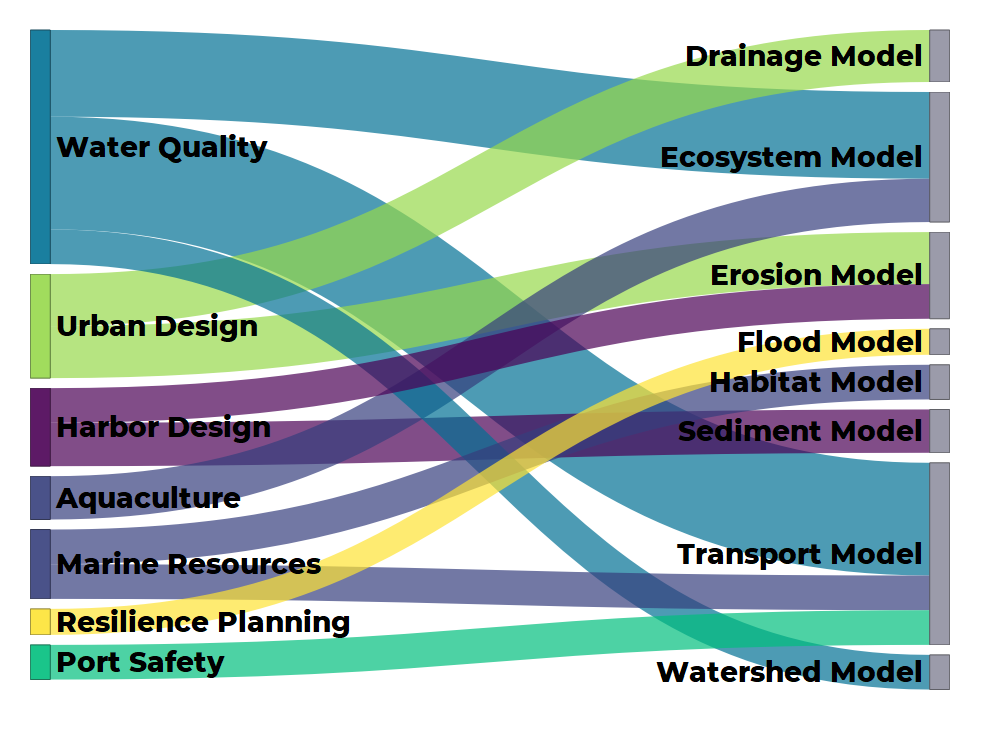 Water Quality
Urban Design
Harbor Design
Aquaculture
Marine Resources
Resilience Planning
Port Safety
Drainage Model
Ecosystem Model
Erosion Model
Flood Model
Habitat Model
Sediment Model
Transport Model
Watershed Model